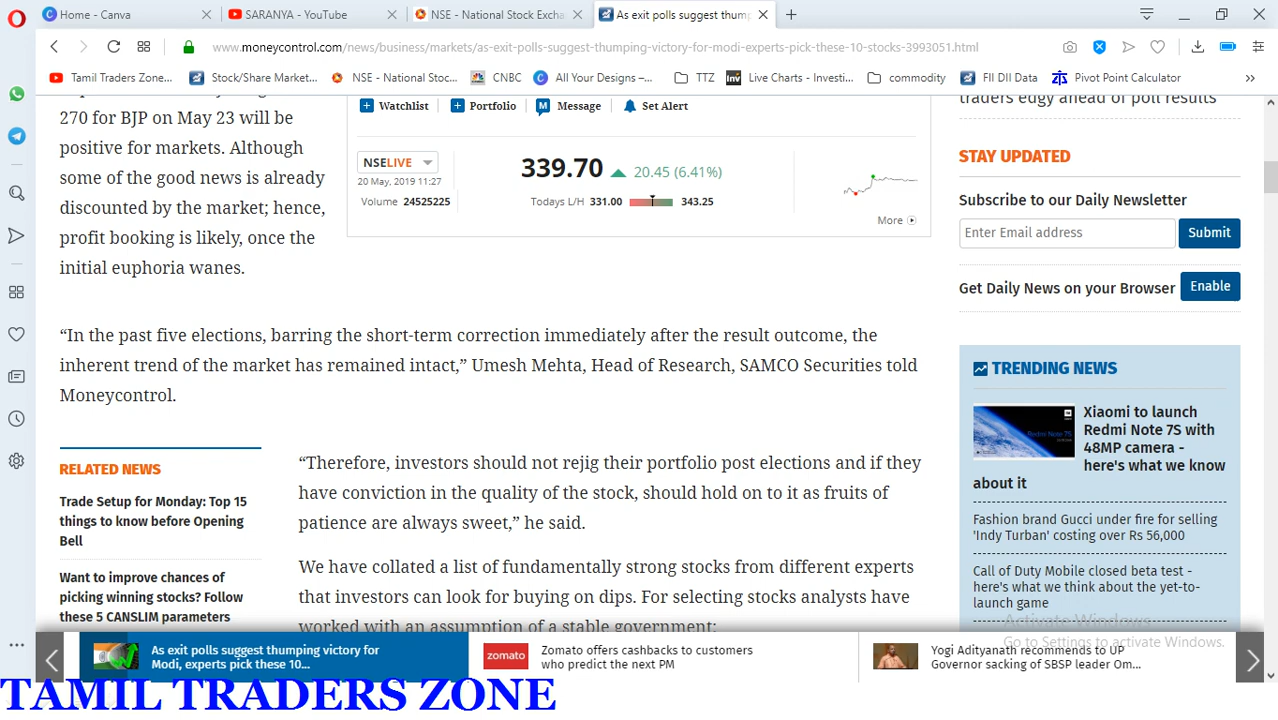 Home - Canva
SARANYA - YouTube
NSE - National Stock Excha
As exit polls suggest thump
www.moneycontrol.com/news/business/markets/as-exit-polls-suggest-thumping-victory-for-modi-experts-pick-these-10-stocks-3993051.html
Tamil Traders Zone...
Stock/Share Market...
NSE - National Stoc...
CNBC
All Your Designs –...
TTZ
Inv
Live Charts - Investi...
commodity
FII DII Data
Pivot Point Calculator
270 for BJP on May 23 will be
positive for markets. Although
some of the good news is already
discounted by the market; hence,
profit booking is likely, once the
initial euphoria wanes.
Watchlist
Portfolio
M Message
Set Alert
NSELIVE
20 May, 2019 11:27
Volume 24525225
339.70 20.45 (6.41%)
Todays L/H 331.00 343.25
More
“In the past five elections, barring the short-term correction immediately after the result outcome, the
inherent trend of the market has remained intact,” Umesh Mehta, Head of Research, SAMCO Securities told
Moneycontrol.
RELATED NEWS
Trade Setup for Monday: Top 15
things to know before Opening
Bell
Want to improve chances of
picking winning stocks? Follow
these 5 CANSLIM parameters
“Therefore, investors should not rejig their portfolio post elections and if they
have conviction in the quality of the stock, should hold on to it as fruits of
patience are always sweet,” he said.
We have collated a list of fundamentally strong stocks from different experts
that investors can look for buying on dips. For selecting stocks analysts have
worked with an assumption of a stable government:
traders edgy ahead of poll results
STAY UPDATED
Subscribe to our Daily Newsletter
Enter Email address
Submit
Get Daily News on your Browser
Enable
TRENDING NEWS
Redmi Note 7S
Xiaomi to launch
Redmi Note 7S with
48MP camera -
here's what we know
about it
Fashion brand Gucci under fire for selling
'Indy Turban' costing over Rs 56,000
Call of Duty Mobile closed beta test -
here's what we think about the yet-to-
launch game
Activate Windows
Go to Settings to activate Windows.
As exit polls suggest thumping victory for
Modi, experts pick these 10...
zomato
Zomato offers cashbacks to customers
who predict the next PM
Yogi Adityanath recommends to UP
Governor sacking of SBSP leader Om...
TAMIL TRADERS ZONE